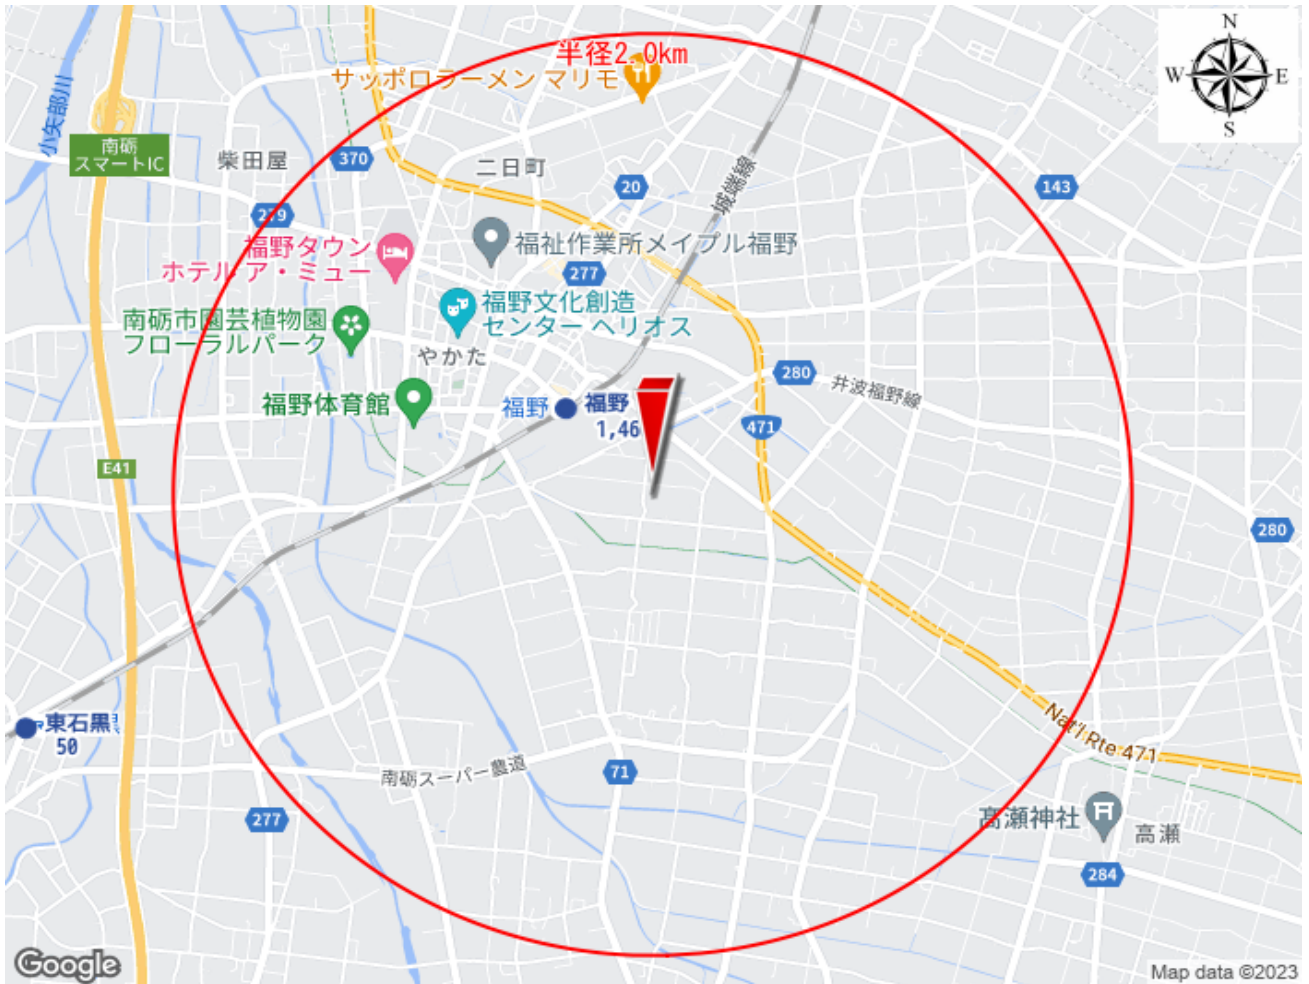 半径2.0km
サッポロラーメン マリモ
N
W
E
S
小矢部川
南砺
スマートIC
柴田屋
370
二日町
20
城端線
143
279
福野タウン
ホテル ア・ミュー
福祉作業所メイプル福野
277
福野文化創造
センター ヘリオス
南砺市園芸植物園
フローラルパーク
やかた
280
井波福野線
福野体育館
福野
福野
1,46
471
E41
280
東石黒
50
Nat'l Rte 471
南砺スーパー農道
71
277
高瀬神社
高瀬
284
Google
Map data ©2023